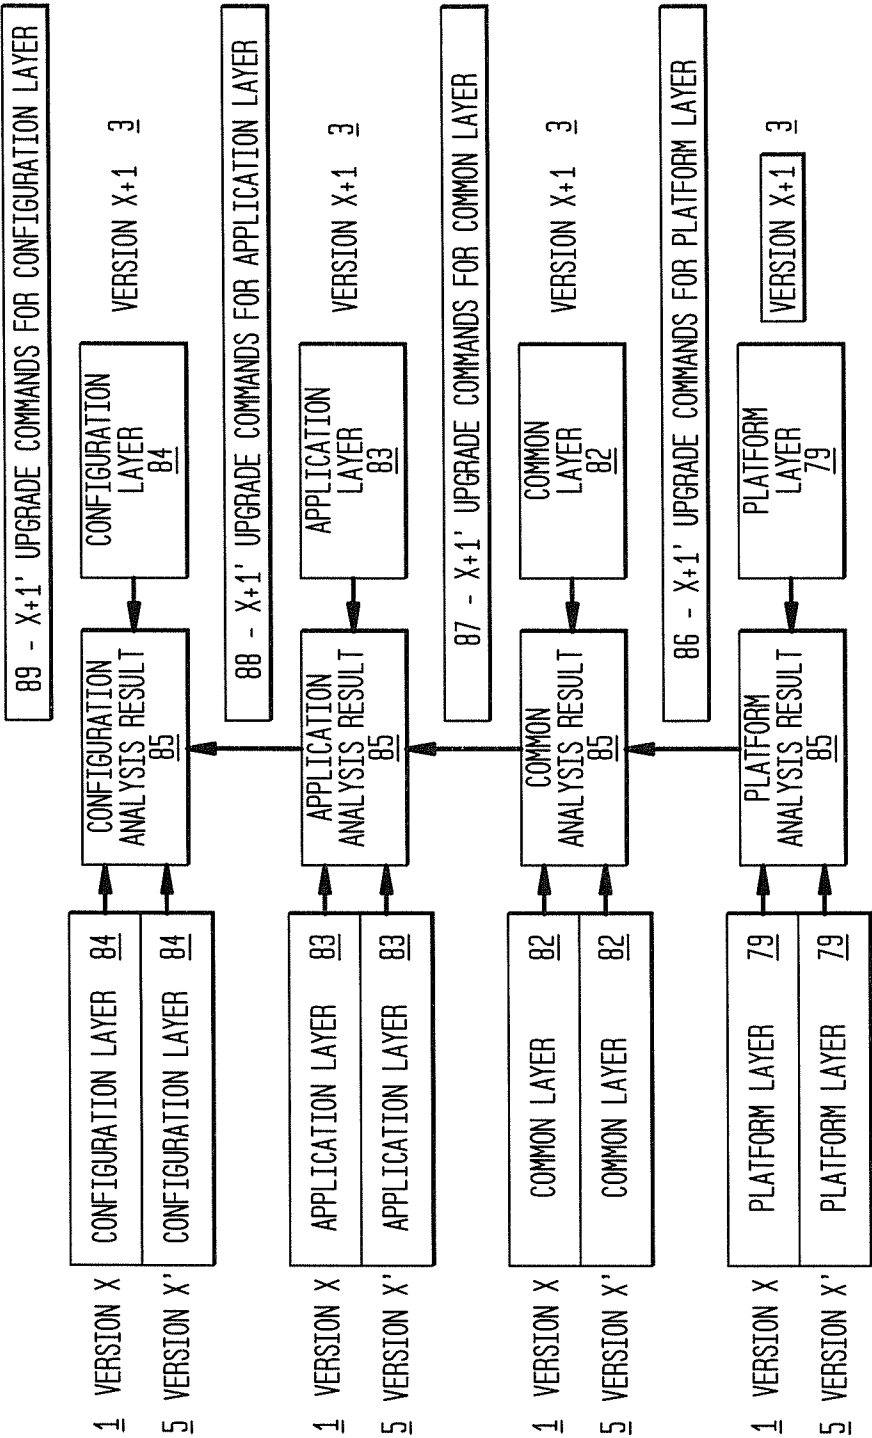 89 - X+1' UPGRADE COMMANDS FOR CONFIGURATION LAYER
1 VERSION X
CONFIGURATION LAYER 84
5 VERSION X'
CONFIGURATION LAYER 84
CONFIGURATION
ANALYSIS RESULT
85
CONFIGURATION
LAYER
84
VERSION X+1 3
88 - X+1' UPGRADE COMMANDS FOR APPLICATION LAYER
1 VERSION X
APPLICATION LAYER 83
5 VERSION X'
APPLICATION LAYER 83
APPLICATION
ANALYSIS RESULT
85
APPLICATION
LAYER
83
VERSION X+1 3
87 - X+1' UPGRADE COMMANDS FOR COMMON LAYER
1 VERSION X
COMMON LAYER 82
5 VERSION X'
COMMON LAYER 82
COMMON
ANALYSIS RESULT
85
COMMON
LAYER
82
VERSION X+1 3
86 - X+1' UPGRADE COMMANDS FOR PLATFORM LAYER
1 VERSION X
PLATFORM LAYER 79
5 VERSION X'
PLATFORM LAYER 79
PLATFORM
ANALYSIS RESULT
85
PLATFORM
LAYER
79
VERSION X+1 3